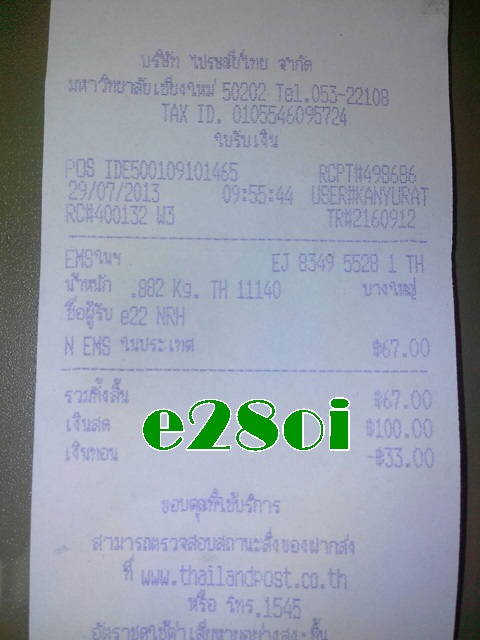 บริษัท ไปรษณีย์ไทย จำกัด
มหาวิทยาลัยเชียงใหม่ 50202 Tel.053-22108
TAX ID. 0105546095724
ใบรับเงิน
POS IDE500109101465 RCPT#498686
29/07/2013 09:55:44 USER#KANYURAT
RC#400132 W3 TR#2160912
EMSในฯ EJ 8349 5528 1 TH
น้ำหนัก .882 Kg. TH 11140 บางใหญ่
ชื่อผู้รับ e22 NRH
N EMS ในประเทศ ฿67.00
รวมทั้งสิ้น ฿67.00
เงินสด ฿100.00
e28oi
เงินทอน -฿33.00
ขอบคุณที่ใช้บริการ
สามารถตรวจสอบสถานะสิ่งของฝากส่ง
ที่ www.thailandpost.co.th
หรือ โทร.1545